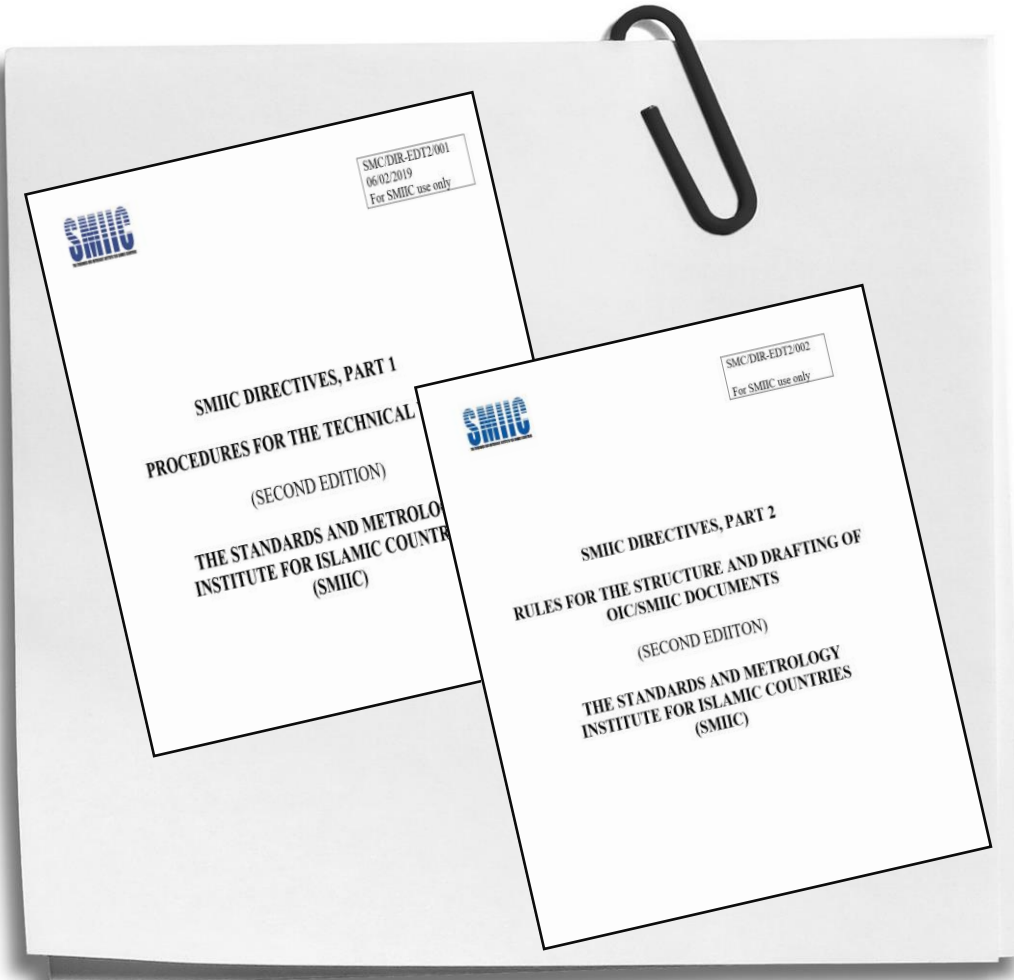 SMC/DIR-EDT2/001
06/02/2019
For SMIIC use only
SMIIC
SMIIC DIRECTIVES, PART 1
PROCEDURES FOR THE TECHNICAL
(SECOND EDITION)
THE STANDARDS AND METROLO
INSTITUTE FOR ISLAMIC COUNTR
(SMIIC)
SMC/DIR-EDT2/002
For SMIIC use only
SMIIC
SMIIC DIRECTIVES, PART 2
RULES FOR THE STRUCTURE AND DRAFTING OF
OIC/SMIIC DOCUMENTS
(SECOND EDIITON)
THE STANDARDS AND METROLOGY
INSTITUTE FOR ISLAMIC COUNTRIES
(SMIIC)